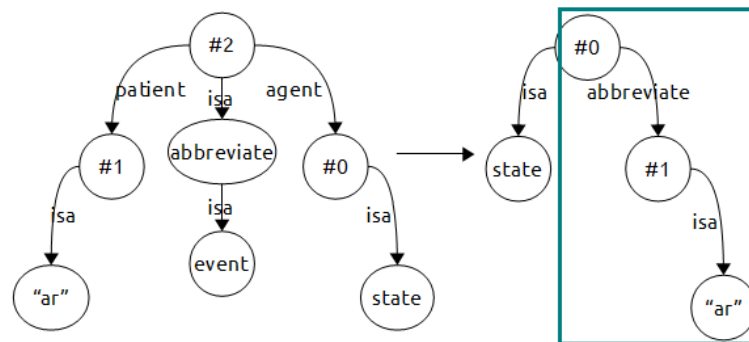 #2
#0
patient
isa
agent
isa
abbreviate
#1
abbreviate
#0
state
#1
isa
isa
isa
isa
event
"ar"
state
"ar"